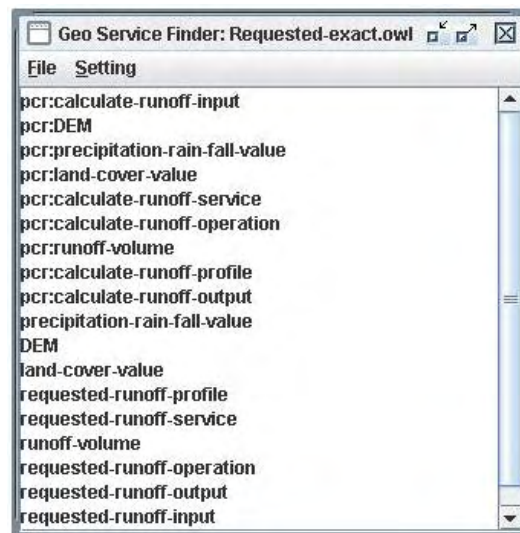 Geo Service Finder: Requested-exact.owl
File Setting
pcr:calculate-runoff-input
pcr:DEM
pcr:precipitation-rain-fall-value
pcr:land-cover-value
pcr:calculate-runoff-service
pcr:calculate-runoff-operation
pcr:runoff-volume
pcr:calculate-runoff-profile
pcr:calculate-runoff-output
precipitation-rain-fall-value
DEM
land-cover-value
requested-runoff-profile
requested-runoff-service
runoff-volume
requested-runoff-operation
requested-runoff-output
requested-runoff-input